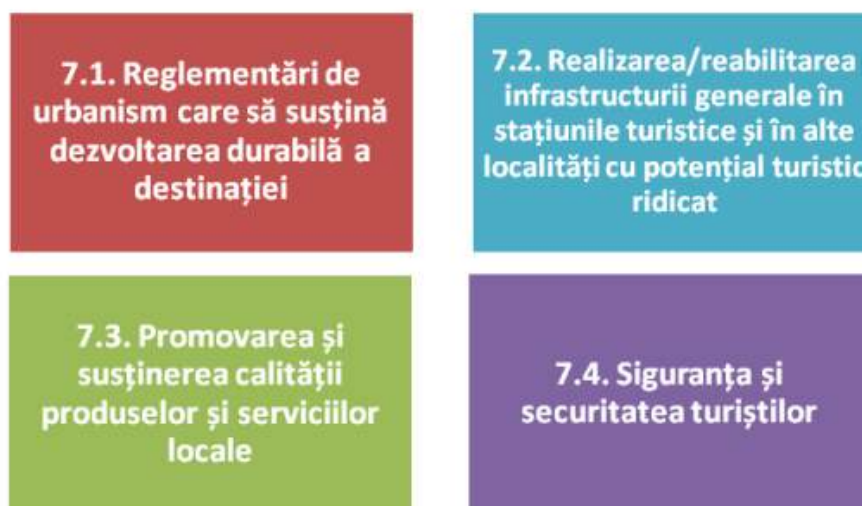 7.1. Reglementări de
urbanism care să susțină
dezvoltarea durabilă a
destinației
7.2. Realizarea/reabilitarea
infrastructurii generale în
stațiunile turistice și în alte
localități cu potențial turistic
ridicat
7.3. Promovarea și
susținerea calității
produselor și serviciilor
locale
7.4. Siguranța și
securitatea turiștilor